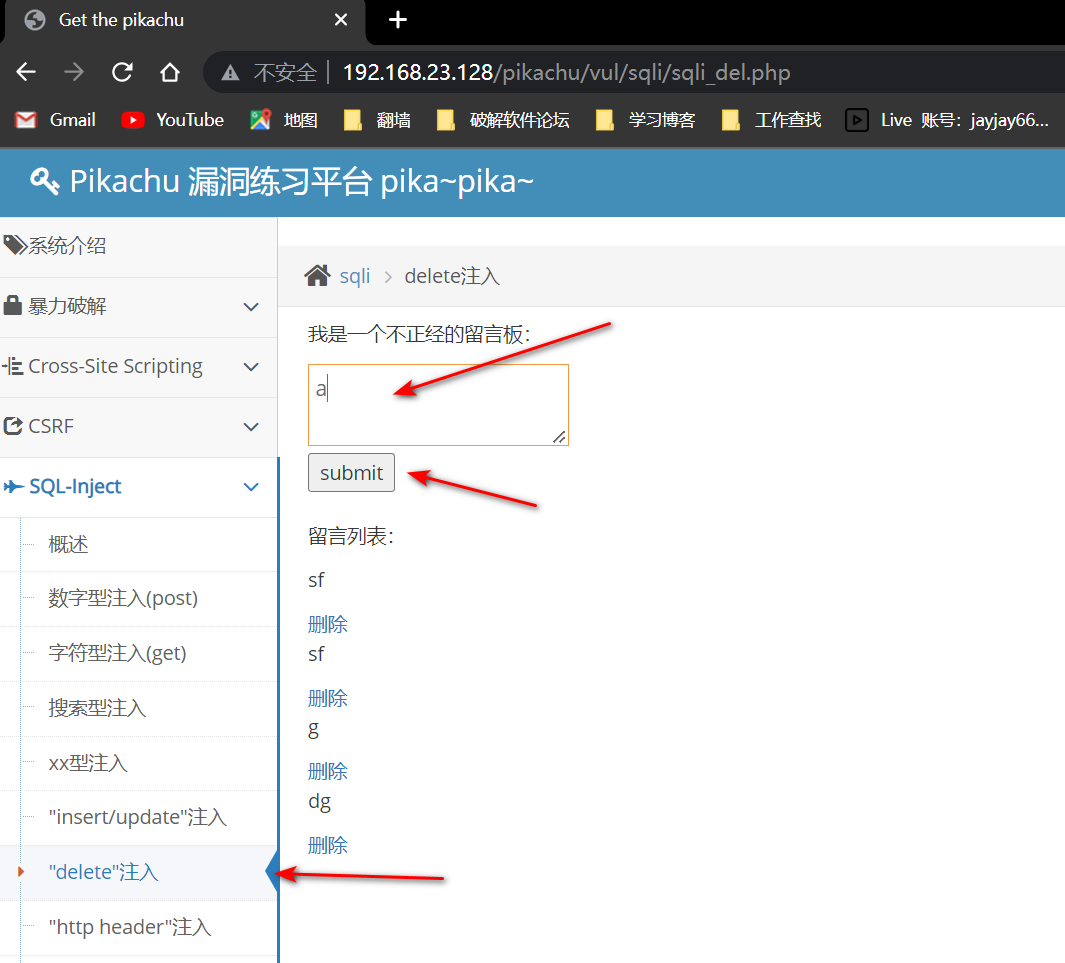 Get the pikachu
不安全 192.168.23.128/pikachu/vul/sqli/sqli_del.php
Gmail YouTube 地图 翻墙 破解软件论坛 学习博客 工作查找 Live 账号：jayjay66...
Pikachu 漏洞练习平台 pika~pika~
系统介绍
暴力破解
Cross-Site Scripting
CSRF
SQL-Inject
概述
数字型注入(post)
字符型注入(get)
搜索型注入
xx型注入
"insert/update"注入
"delete"注入
"http header"注入
sqli > delete注入
我是一个不正经的留言板：
a
submit
留言列表：
sf
删除
sf
删除
g
删除
dg
删除